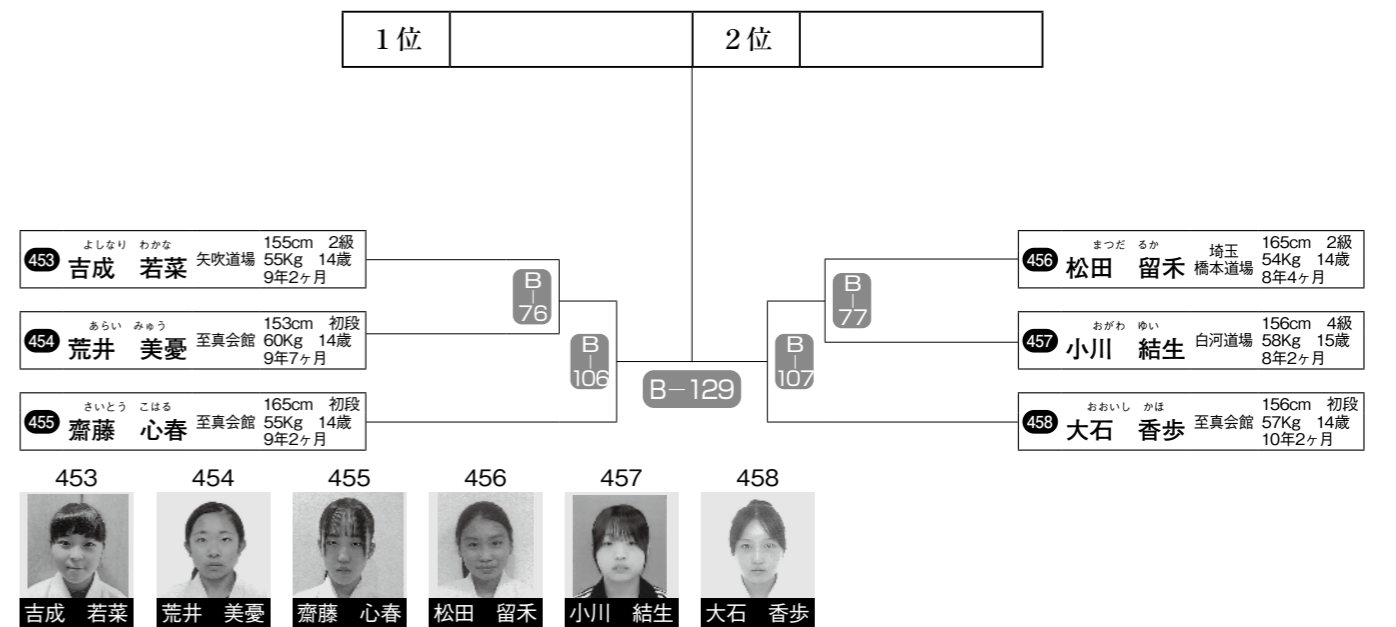 1位 2位
よしなり わかな
453 吉成 若菜 矢吹道場
155cm 2級
55Kg 14歳
9年2ヶ月
あらい みゅう
454 荒井 美憂 至真会館
153cm 初段
60Kg 14歳
9年7ヶ月
さいとう こはる
455 齋藤 心春 至真会館
165cm 初段
55Kg 14歳
9年2ヶ月
B－76
B－106
B－129
B－107
B－77
まつだ るか
456 松田 留禾 埼玉
橋本道場
165cm 2級
54Kg 14歳
8年4ヶ月
おがわ ゆい
457 小川 結生 白河道場
156cm 4級
58Kg 15歳
8年2ヶ月
おおいし かほ
458 大石 香歩 至真会館
156cm 初段
57Kg 14歳
10年2ヶ月
453 454 455 456 457 458
吉成 若菜 荒井 美憂 齋藤 心春 松田 留禾 小川 結生 大石 香歩